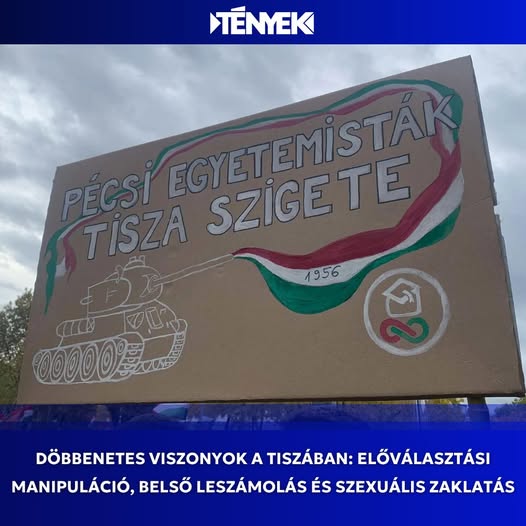 TÉNYEK
PÉCSI EGYETEMISTÁK
TISZA SZIGETE
1956
DÖBBENETES VISZONYOK A TISZÁBAN: ELŐVÁLASZTÁSI
MANIPULÁCIÓ, BELSŐ LESZÁMOLÁS ÉS SZEXUÁLIS ZAKLATÁS